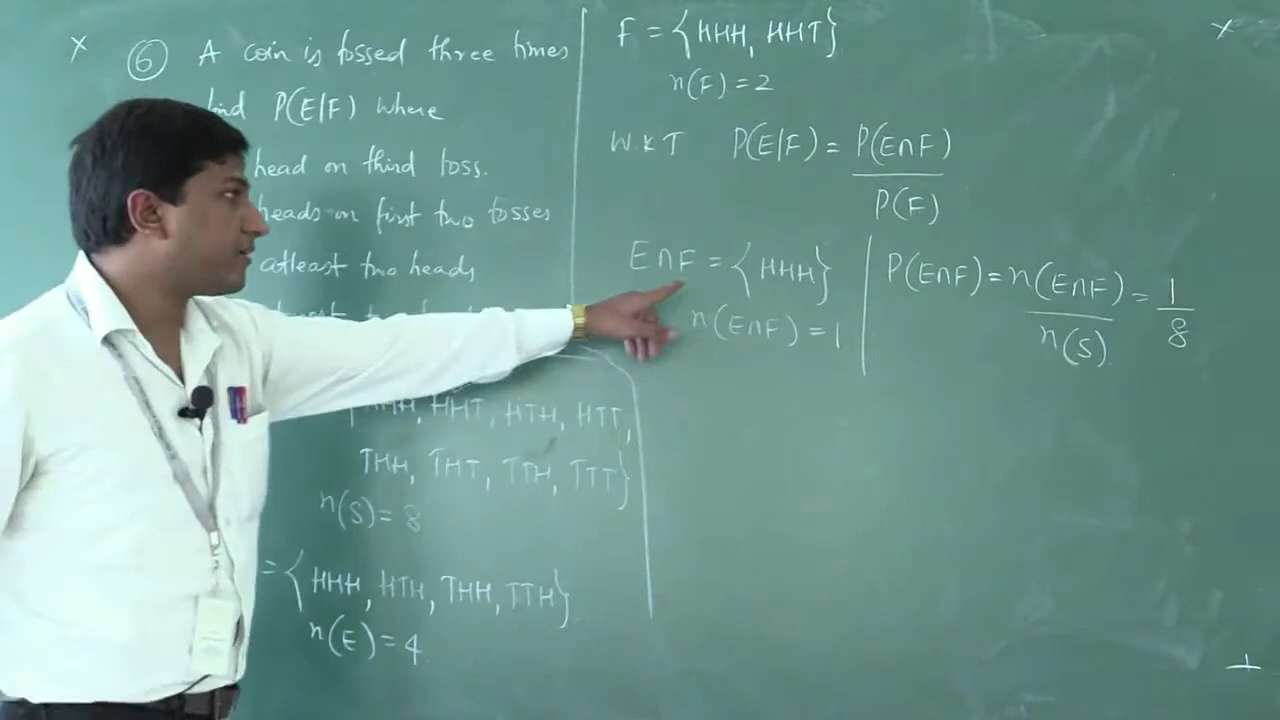 6 A coin is tossed three times
find P(E/F) where
head on third toss.
heads on first two tosses
atleast two heads
HHH, HHT, HTH, HTT,
THH, THT, TTH, TTT}
n(S) = 8
= {HHH, HTH, THH, TTH}
n(E) = 4
F = {HHH, HHT}
n(F) = 2
W.K.T P(E/F) = P(E∩F)
P(F)
E∩F = {HHH}
n(E∩F) = 1
P(E∩F) = n(E∩F) = 1
n(S) 8